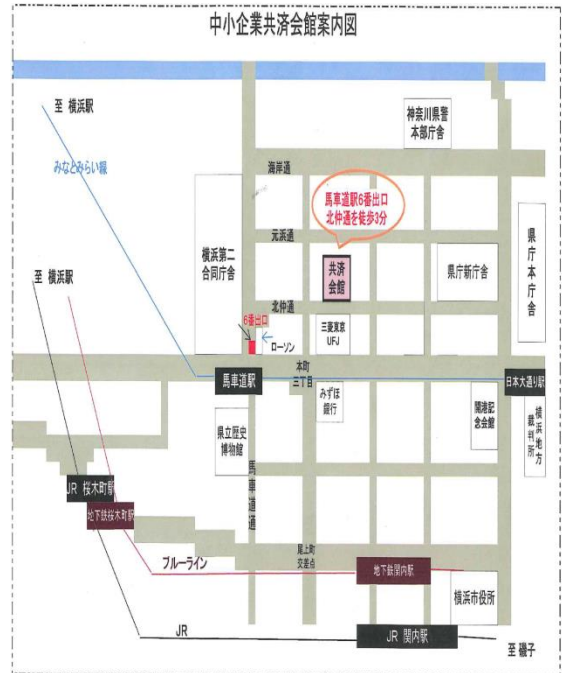 中小企業共済会館案内図
至 横浜駅
神奈川県警
本部庁舎
みなとみらい線
海岸通
馬車道駅6番出口
北仲通を徒歩3分
横浜第二
合同庁舎
元浜通
県庁本庁舎
共済
会館
県庁新庁舎
至 横浜駅
北仲通
6番出口
ローソン
三菱東京
UFJ
本町
三丁目
馬車道駅
日本大通り駅
みずほ
銀行
開港記
念会館
横浜地方
裁判所
県立歴史
博物館
馬車道通
JR 桜木町駅
地下鉄桜木町駅
尾上町
交差点
ブルーライン
地下鉄関内駅
横浜市役所
JR
JR 関内駅
至 磯子